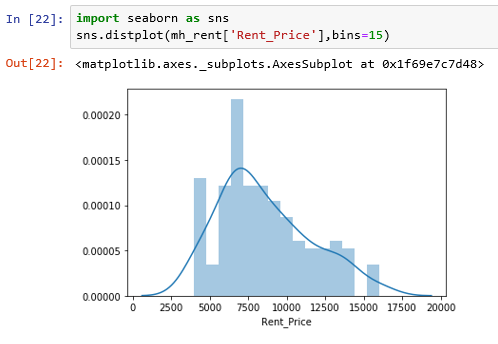 In [22]: import seaborn as sns
sns.distplot(mh_rent['Rent_Price'],bins=15)
Out[22]: <matplotlib.axes._subplots.AxesSubplot at 0x1f69e7c7d48>
0.00020
0.00015
0.00010
0.00005
0.00000
0 2500 5000 7500 10000 12500 15000 17500 20000
Rent_Price